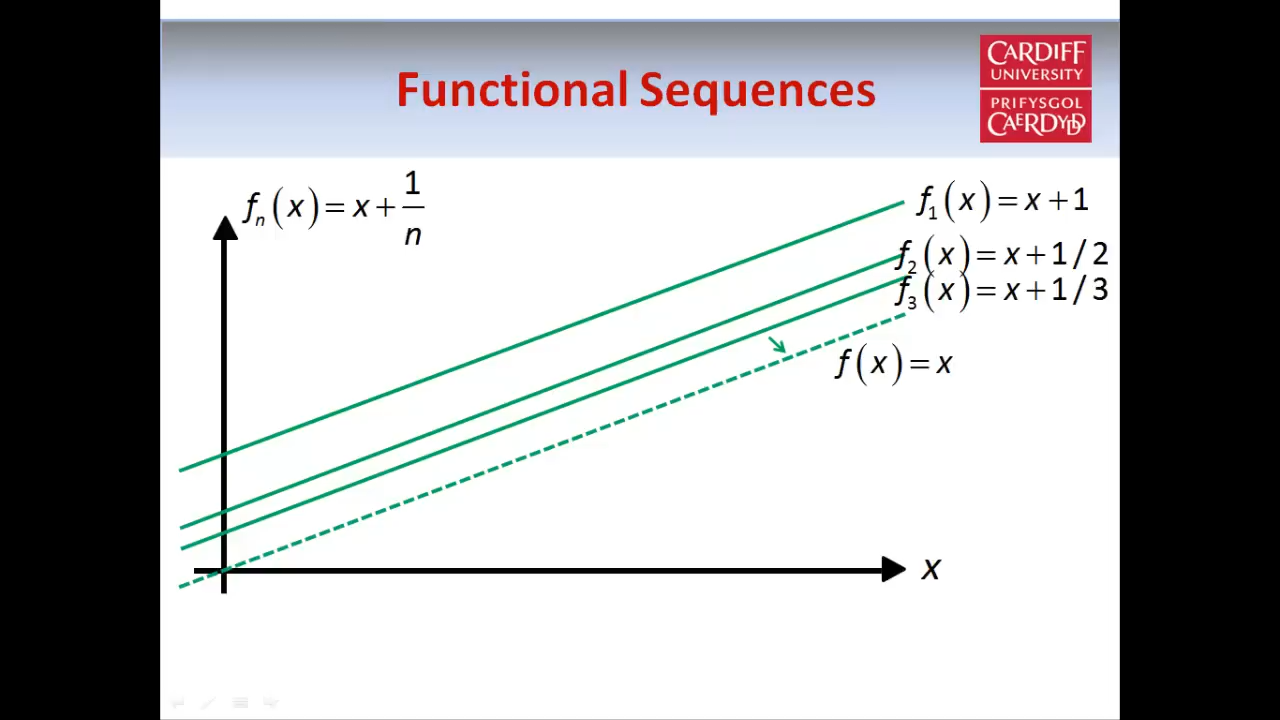 Functional Sequences
CARDIFF
UNIVERSITY
PRIFYSGOL
CAERDYDD
fₙ(x) = x + 1/n
f₁(x) = x + 1
f₂(x) = x + 1/2
f₃(x) = x + 1/3
f(x) = x
x